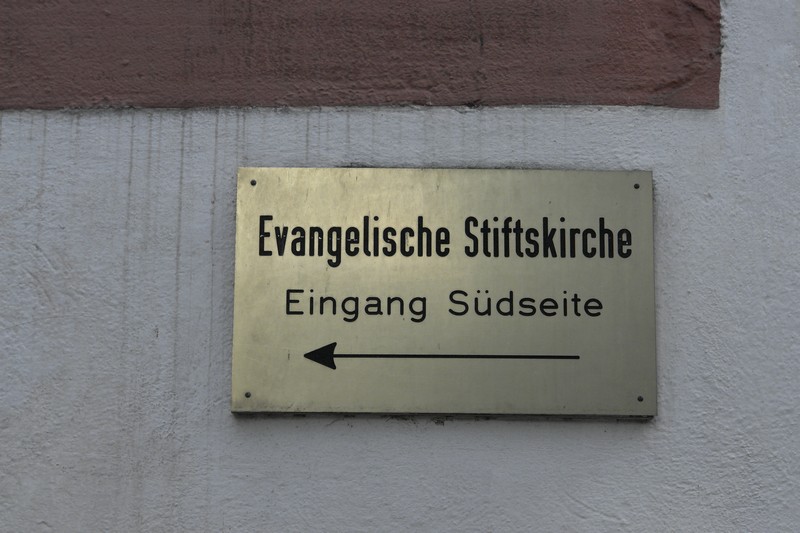 Evangelische Stiftskirche
Eingang Südseite